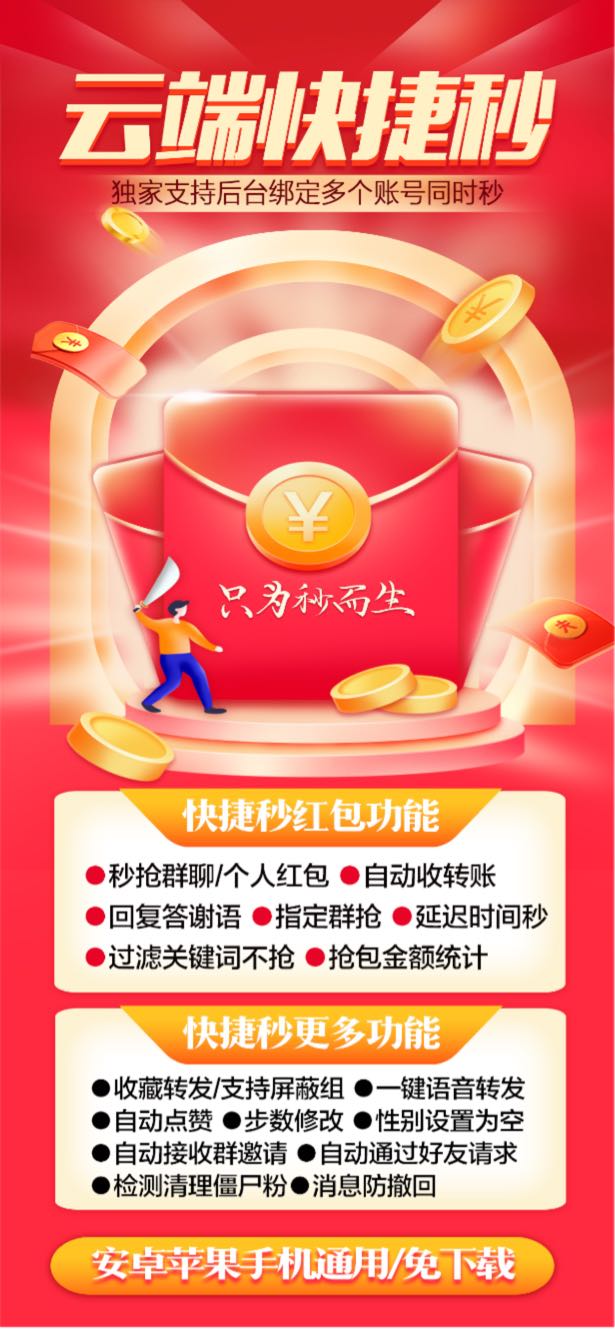 云端快捷秒
独家支持后台绑定多个账号同时秒
¥
只为秒而生
快捷秒红包功能
●秒抢群聊/个人红包 ●自动收转账
●回复答谢语 ●指定群抢 ●延迟时间秒
●过滤关键词不抢 ●抢包金额统计
快捷秒更多功能
●收藏转发/支持屏蔽组 ●一键语音转发
●自动点赞 ●步数修改 ●性别设置为空
●自动接收群邀请 ●自动通过好友请求
●检测清理僵尸粉●消息防撤回
安卓苹果手机通用/免下载